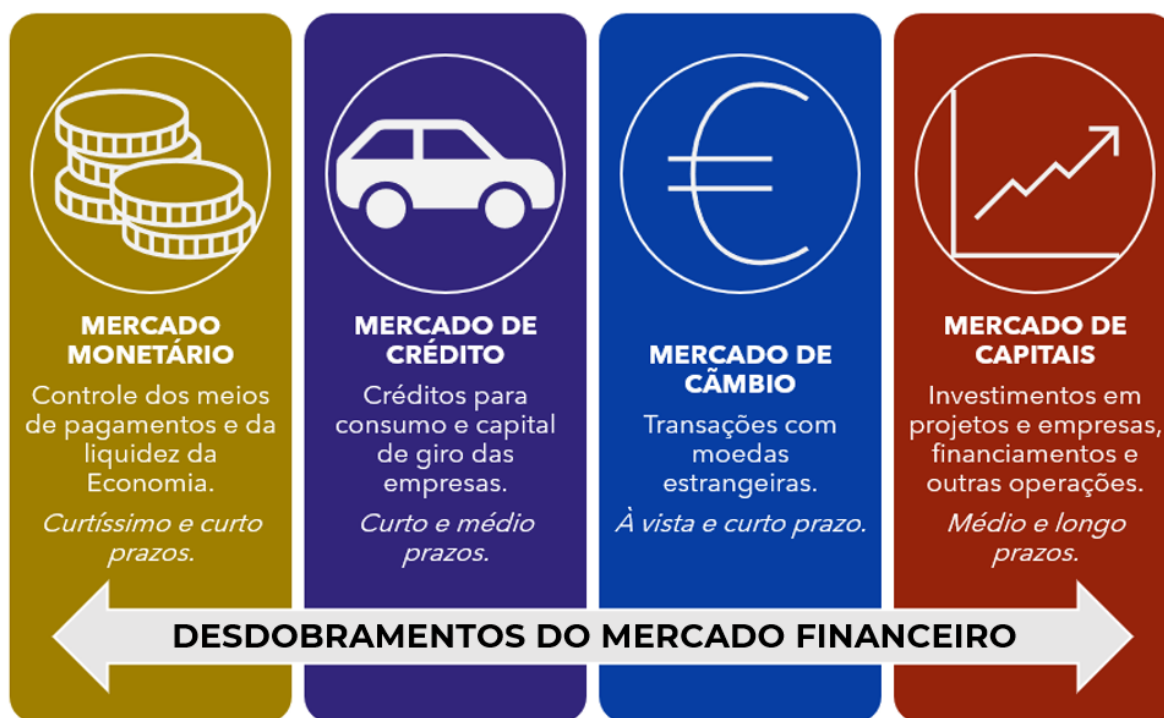 MERCADO
MONETÁRIO
Controle dos meios
de pagamentos e da
liquidez da
Economia.
Curtíssimo e curto
prazos.
MERCADO DE
CRÉDITO
Créditos para
consumo e capital
de giro das
empresas.
Curto e médio
prazos.
MERCADO DE
CÃMBIO
Transações com
moedas
estrangeiras.
À vista e curto prazo.
MERCADO DE
CAPITAIS
Investimentos em
projetos e empresas,
financiamentos e
outras operações.
Médio e longo
prazos.
DESDOBRAMENTOS DO MERCADO FINANCEIRO